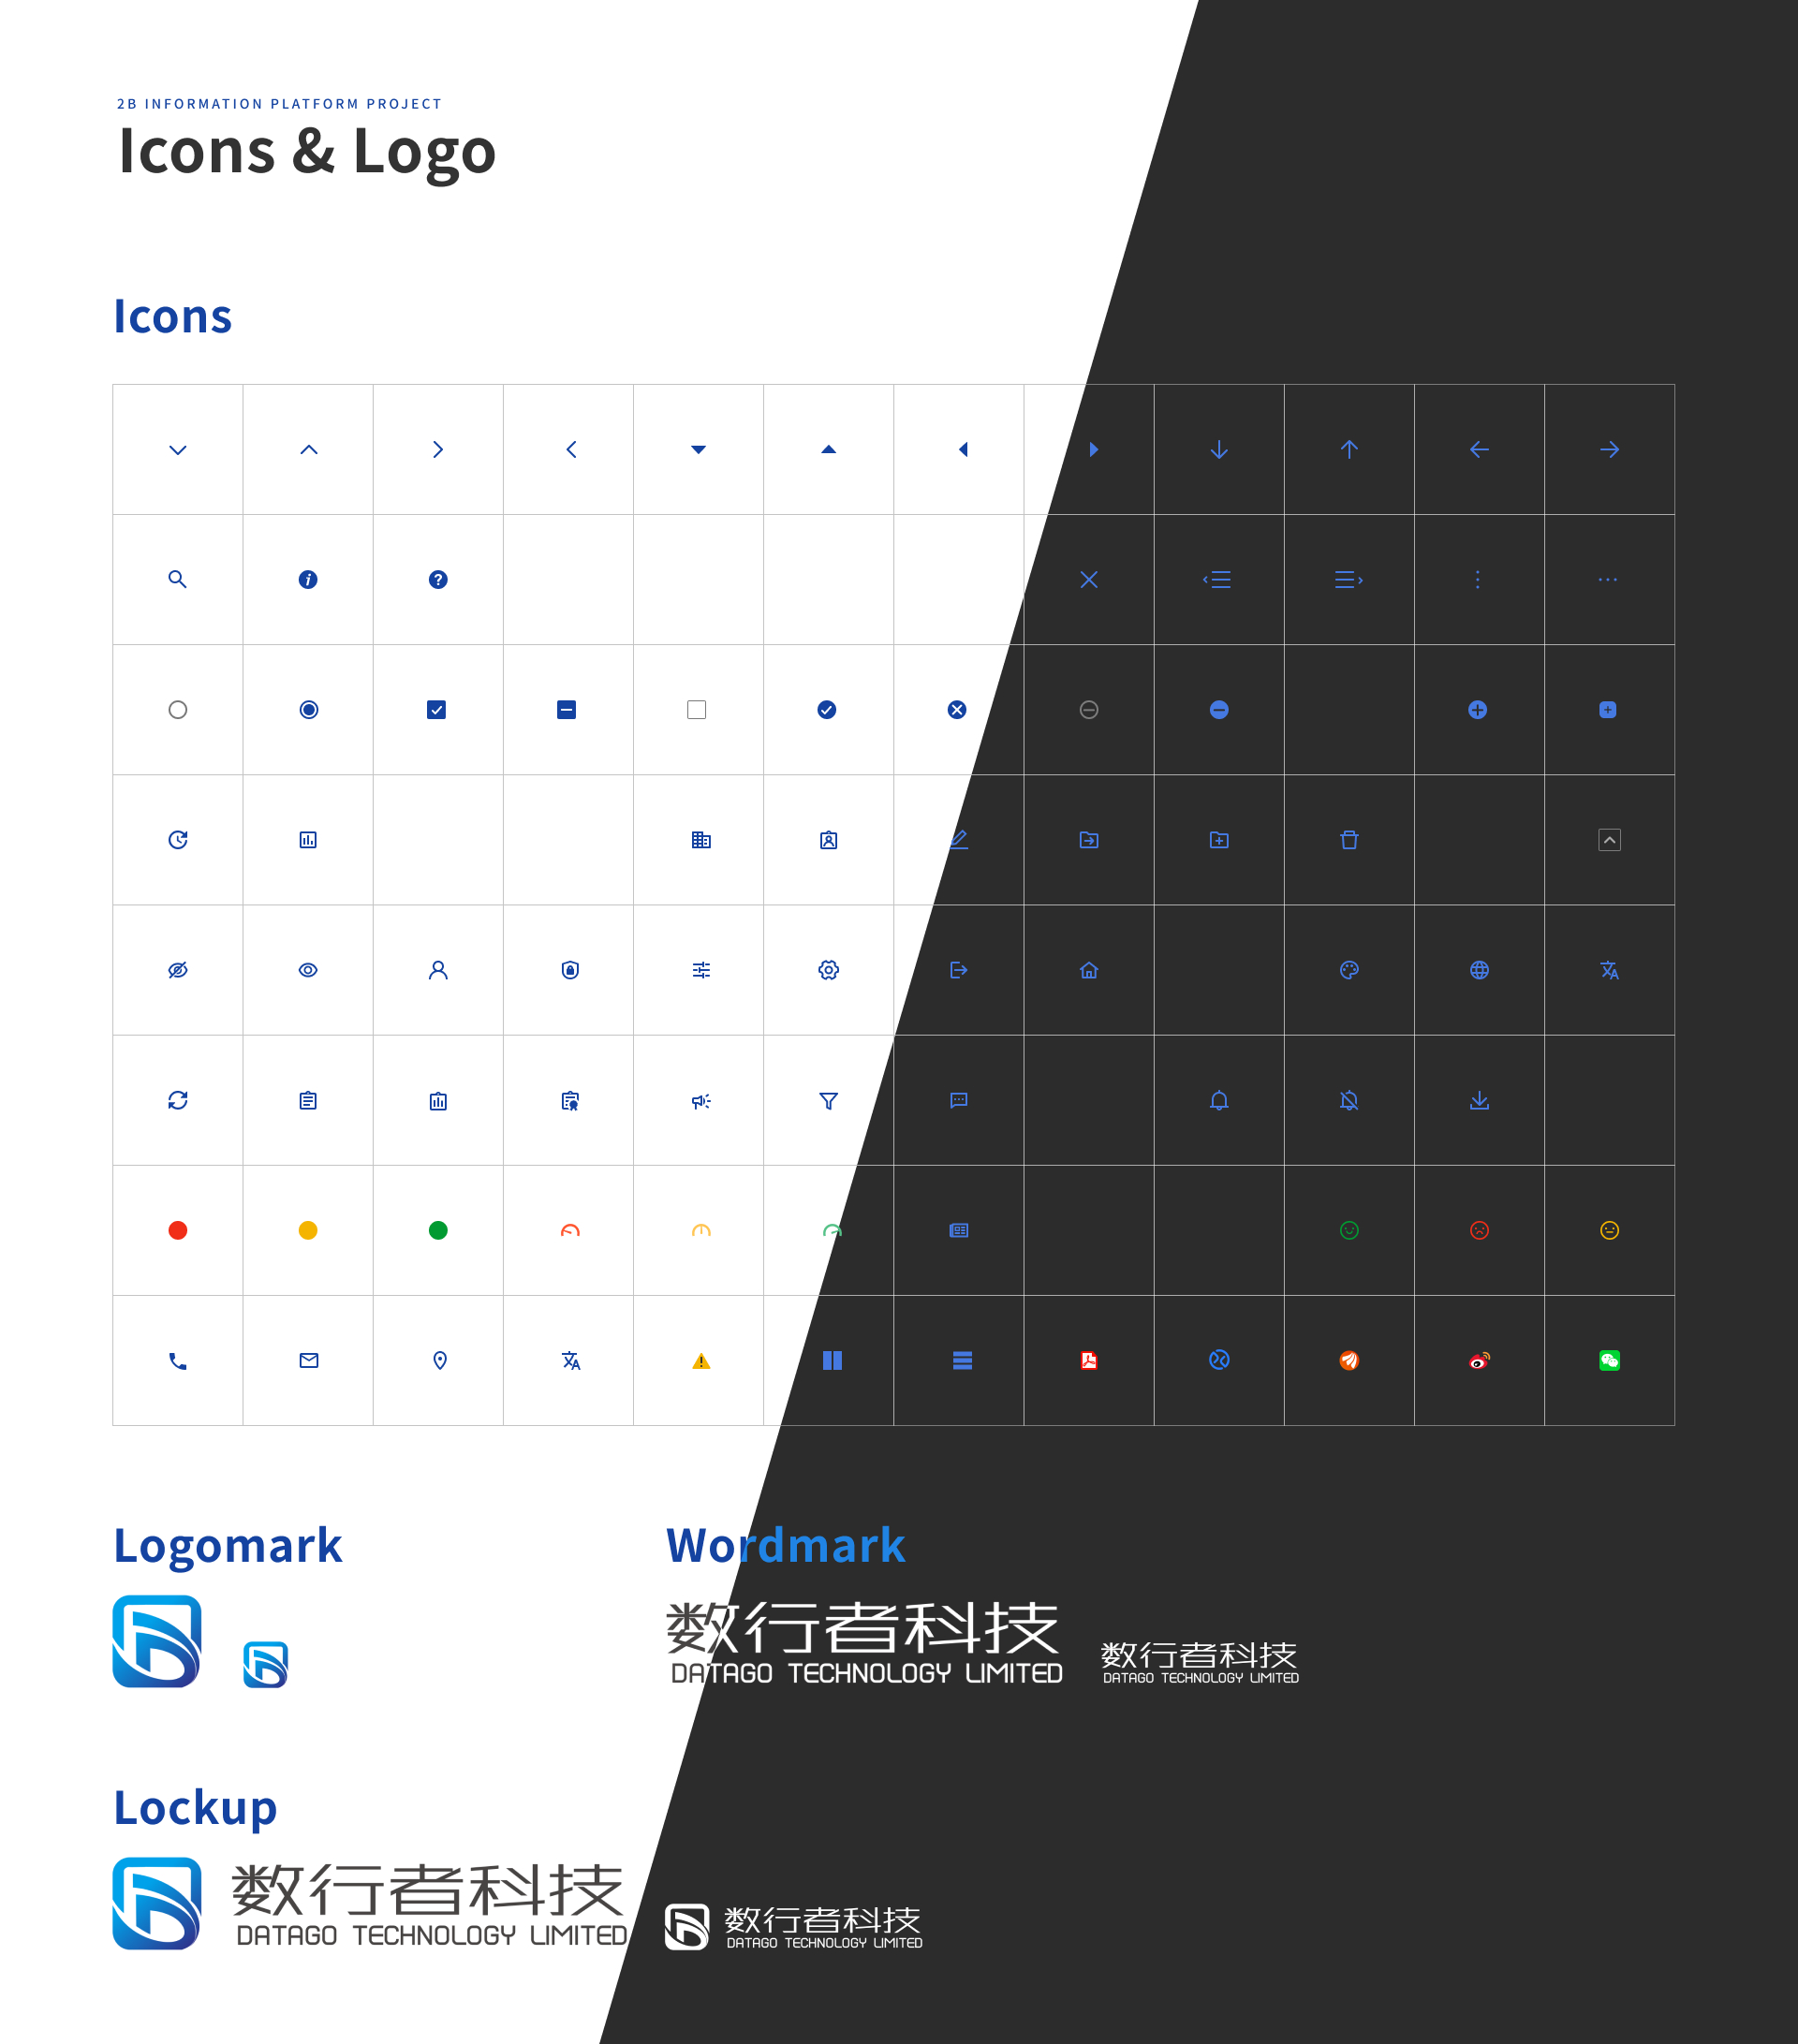 2B INFORMATION PLATFORM PROJECT
Icons & Logo
Icons
Logomark
Wordmark
数行者科技
DATAGO TECHNOLOGY LIMITED
数行者科技
DATAGO TECHNOLOGY LIMITED
Lockup
数行者科技
DATAGO TECHNOLOGY LIMITED
数行者科技
DATAGO TECHNOLOGY LIMITED